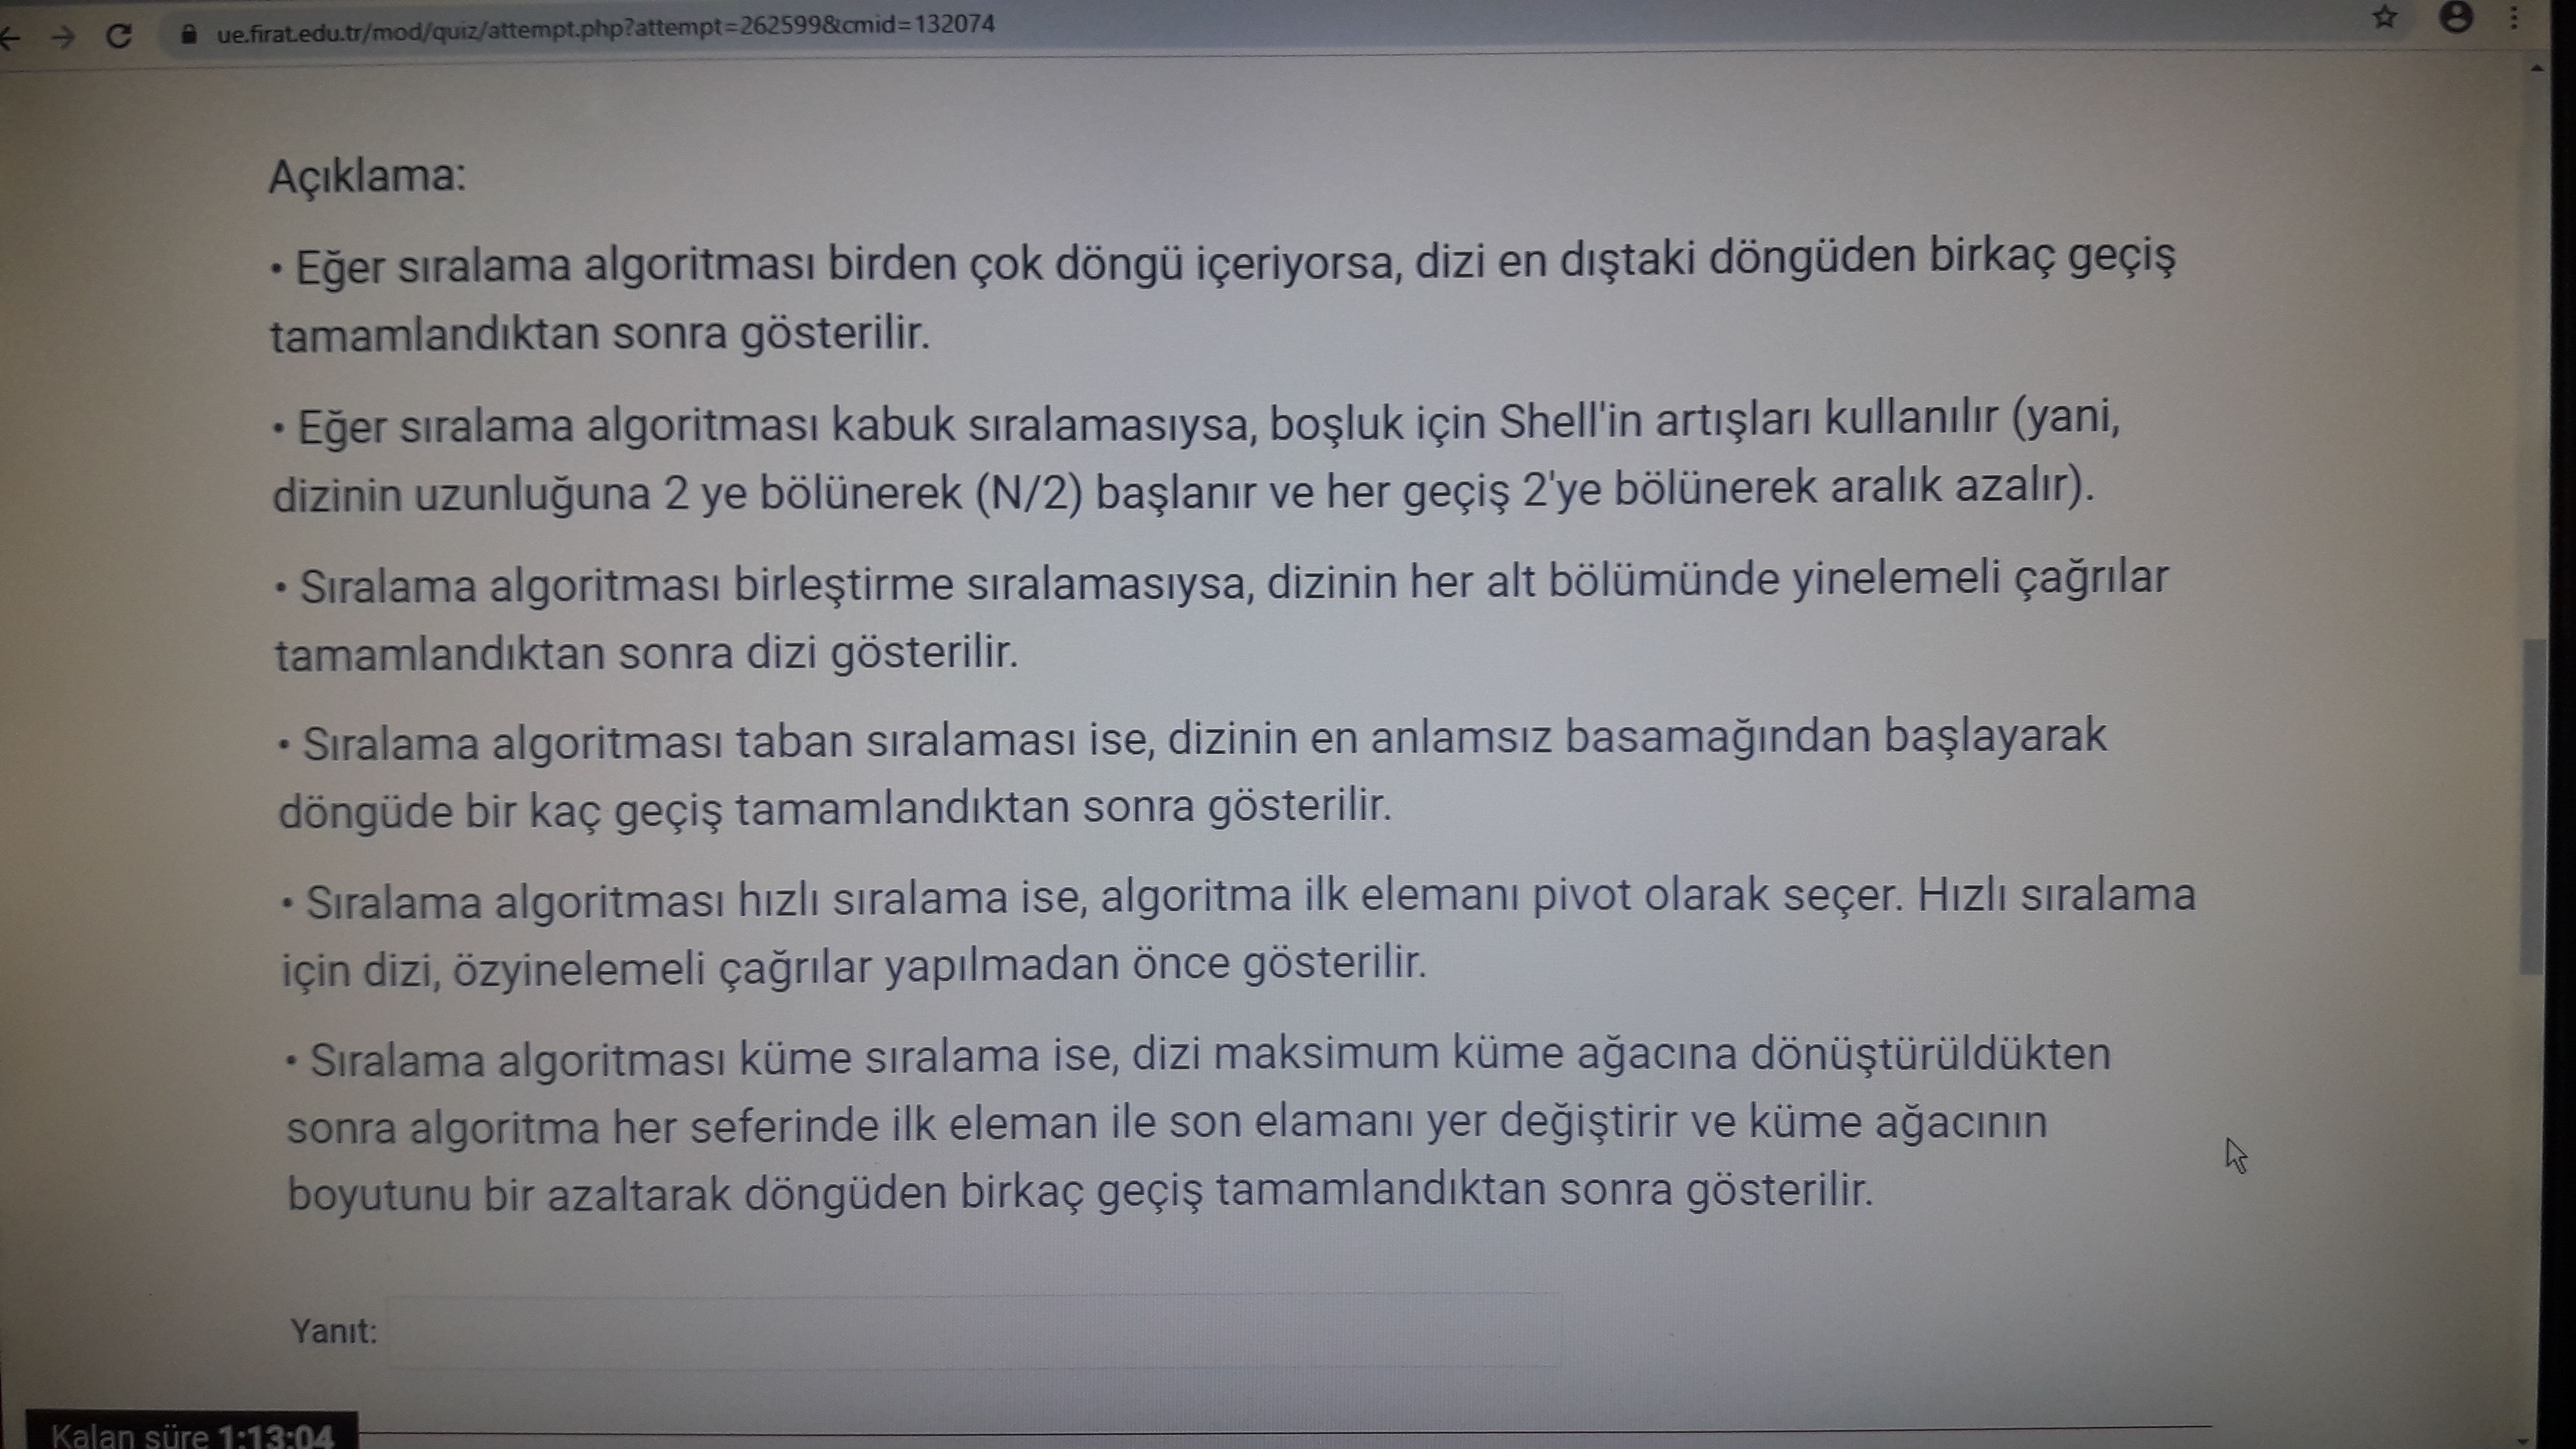 ue.firat.edu.tr/mod/quiz/attempt.php?attempt=262599&cmid=132074
Açıklama:
• Eğer sıralama algoritması birden çok döngü içeriyorsa, dizi en dıştaki döngüden birkaç geçiş
tamamlandıktan sonra gösterilir.
• Eğer sıralama algoritması kabuk sıralamasıysa, boşluk için Shell'in artışları kullanılır (yani,
dizinin uzunluğuna 2 ye bölünerek (N/2) başlanır ve her geçiş 2'ye bölünerek aralık azalır).
• Sıralama algoritması birleştirme sıralamasıysa, dizinin her alt bölümünde yinelemeli çağrılar
tamamlandıktan sonra dizi gösterilir.
• Sıralama algoritması taban sıralaması ise, dizinin en anlamsız basamağından başlayarak
döngüde bir kaç geçiş tamamlandıktan sonra gösterilir.
• Sıralama algoritması hızlı sıralama ise, algoritma ilk elemanı pivot olarak seçer. Hızlı sıralama
için dizi, özyinelemeli çağrılar yapılmadan önce gösterilir.
• Sıralama algoritması küme sıralama ise, dizi maksimum küme ağacına dönüştürüldükten
sonra algoritma her seferinde ilk eleman ile son elamanı yer değiştirir ve küme ağacının
boyutunu bir azaltarak döngüden birkaç geçiş tamamlandıktan sonra gösterilir.
Yanıt:
Kalan süre 1:13:04